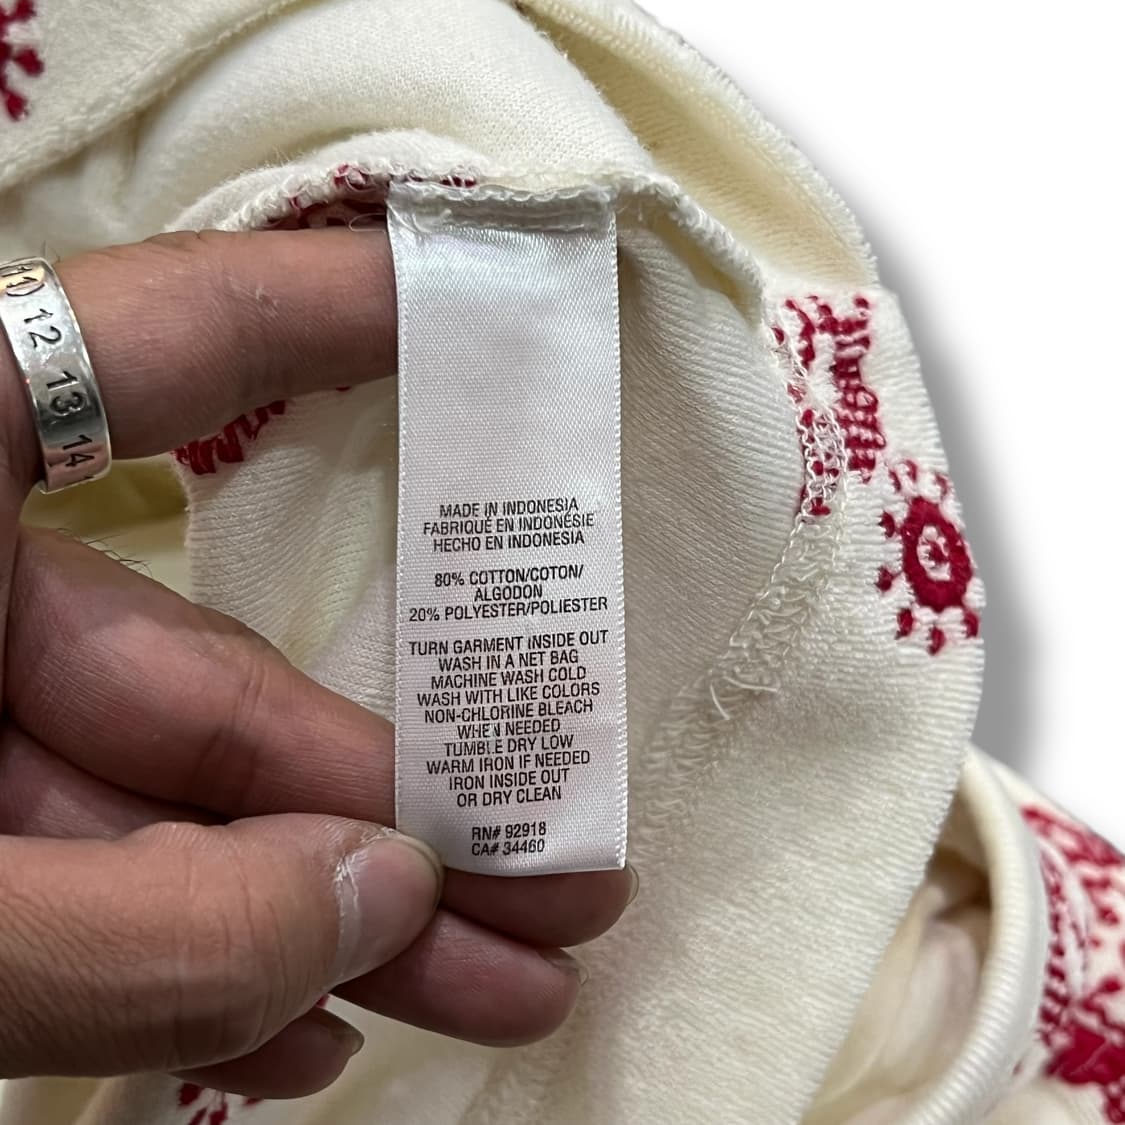 11 12 13 14
MADE IN INDONESIA
FABRIQUÉ EN INDONÉSIE
HECHO EN INDONESIA
80% COTTON/COTON/
ALGODON
20% POLYESTER/POLIESTER
TURN GARMENT INSIDE OUT
WASH IN A NET BAG
MACHINE WASH COLD
WASH WITH LIKE COLORS
NON-CHLORINE BLEACH
WHEN NEEDED
TUMBLE DRY LOW
WARM IRON IF NEEDED
IRON INSIDE OUT
OR DRY CLEAN
RN# 92918
CA# 34460